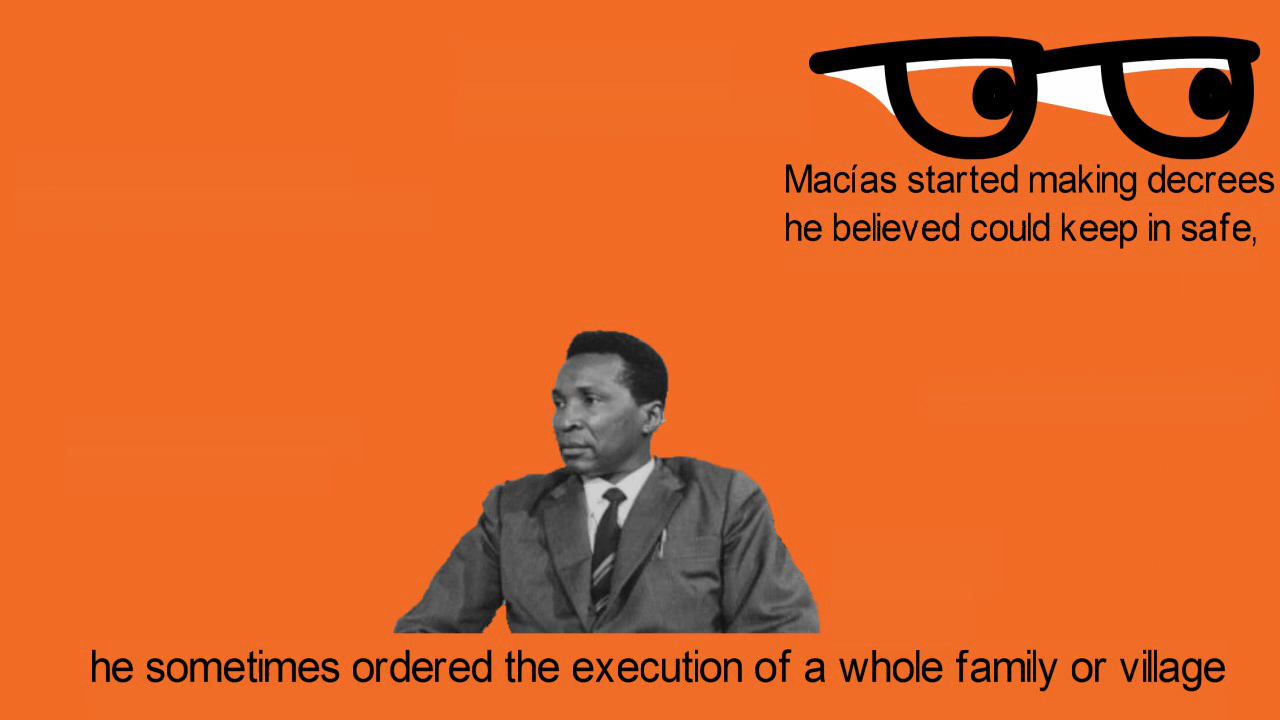 Macías started making decrees
he believed could keep in safe,
he sometimes ordered the execution of a whole family or village